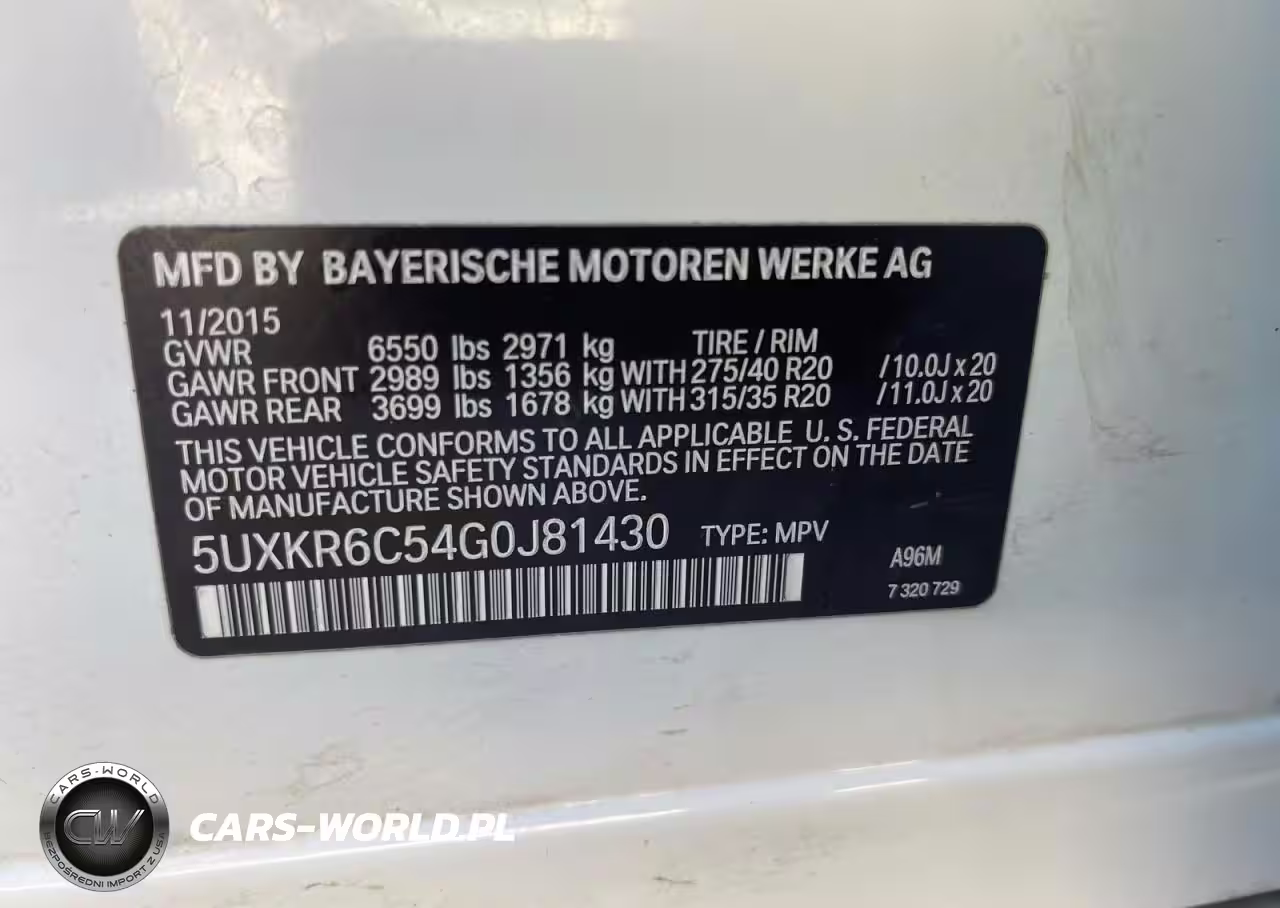 MFD BY BAYERISCHE MOTOREN WERKE AG
11/2015
GVWR 6550 lbs 2971 kg TIRE / RIM
GAWR FRONT 2989 lbs 1356 kg WITH 275/40 R20 /10.0J x 20
GAWR REAR 3699 lbs 1678 kg WITH 315/35 R20 /11.0J x 20
THIS VEHICLE CONFORMS TO ALL APPLICABLE U. S. FEDERAL
MOTOR VEHICLE SAFETY STANDARDS IN EFFECT ON THE DATE
OF MANUFACTURE SHOWN ABOVE.
5UXKR6C54G0J81430 TYPE: MPV
A96M
7 320 729
CARS-WORLD
CW
BEZPOŚREDNI IMPORT Z USA
CARS-WORLD.PL